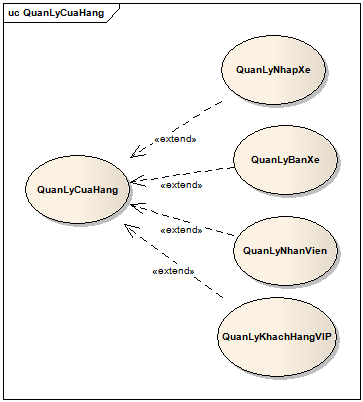 uc QuanLyCuaHang
QuanLyNhapXe
«extend»
QuanLyBanXe
«extend»
QuanLyCuaHang
«extend»
QuanLyNhanVien
«extend»
QuanLyKhachHangVIP